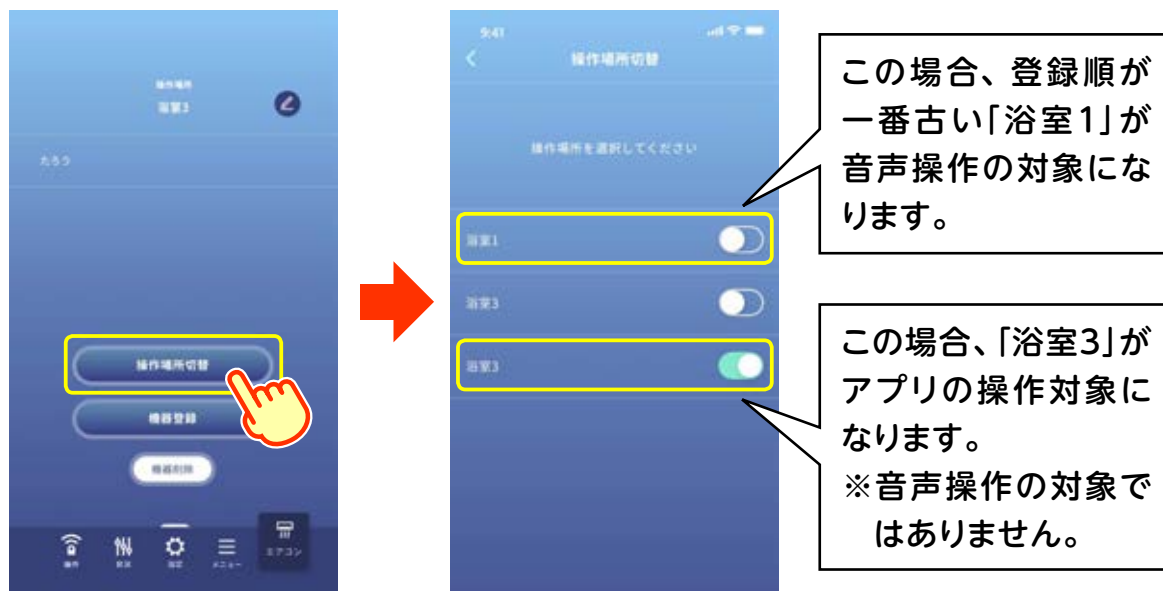 操作場所
浴室3
たろう
操作場所切替
機器登録
機器削除
操作
設定
メニュー
エアコン
9:41
操作場所切替
操作場所を選択してください
浴室1
浴室3
浴室3
この場合、登録順が
一番古い「浴室1」が
音声操作の対象にな
ります。
この場合、「浴室3」が
アプリの操作対象に
なります。
※音声操作の対象で
はありません。